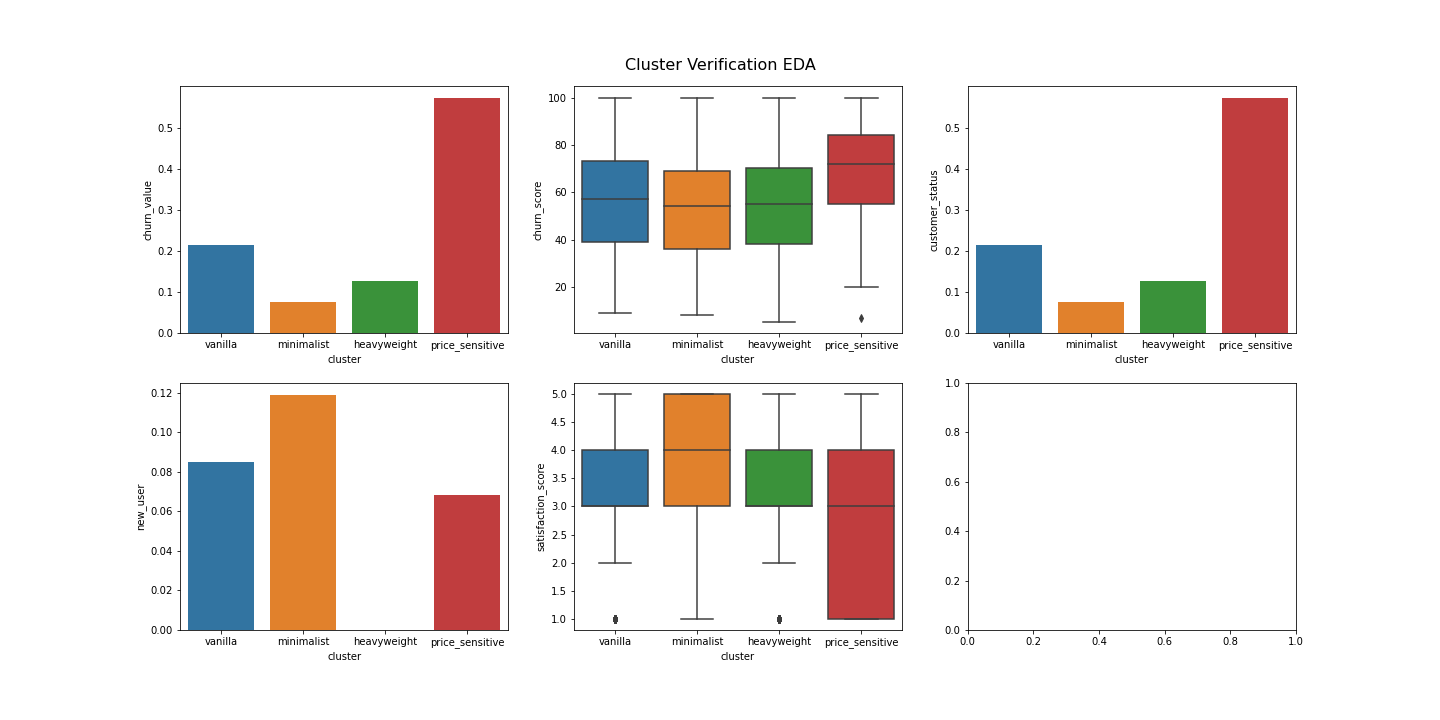 Cluster Verification EDA
churn_value
0.5
0.4
0.3
0.2
0.1
0.0
vanilla minimalist heavyweight price_sensitive
cluster
churn_score
100
80
60
40
20
vanilla minimalist heavyweight price_sensitive
cluster
customer_status
0.5
0.4
0.3
0.2
0.1
0.0
vanilla minimalist heavyweight price_sensitive
cluster
new_user
0.12
0.10
0.08
0.06
0.04
0.02
0.00
vanilla minimalist heavyweight price_sensitive
cluster
satisfaction_score
5.0
4.5
4.0
3.5
3.0
2.5
2.0
1.5
1.0
vanilla minimalist heavyweight price_sensitive
cluster
1.0
0.8
0.6
0.4
0.2
0.0
0.0 0.2 0.4 0.6 0.8 1.0